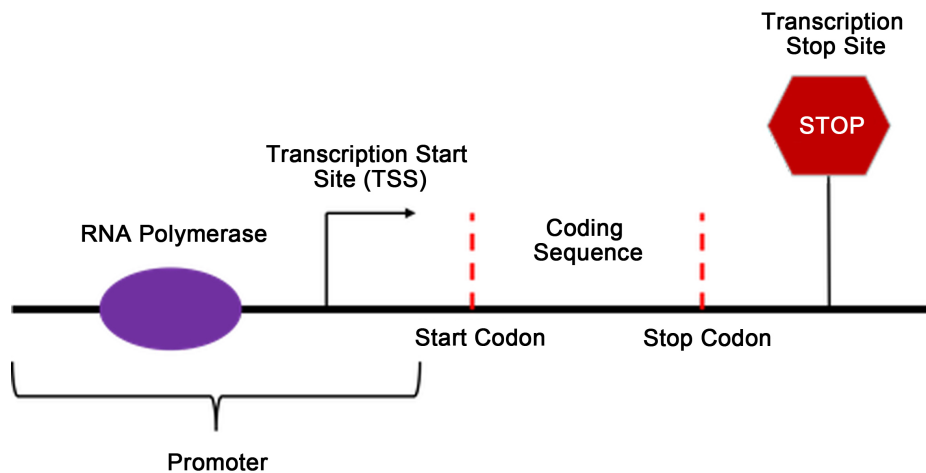 Transcription
Stop Site
STOP
Transcription Start
Site (TSS)
RNA Polymerase
Coding
Sequence
Start Codon
Stop Codon
Promoter